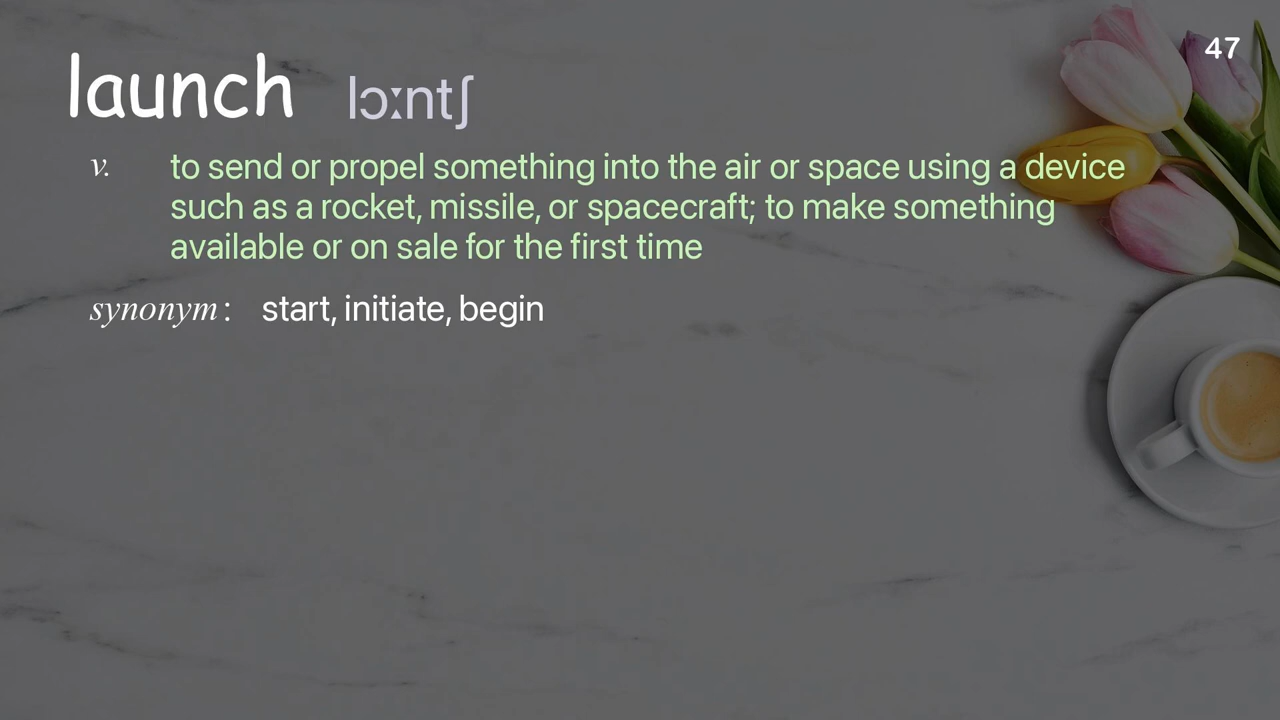 47
launch lɔːntʃ
v. to send or propel something into the air or space using a device
such as a rocket, missile, or spacecraft; to make something
available or on sale for the first time
synonym : start, initiate, begin